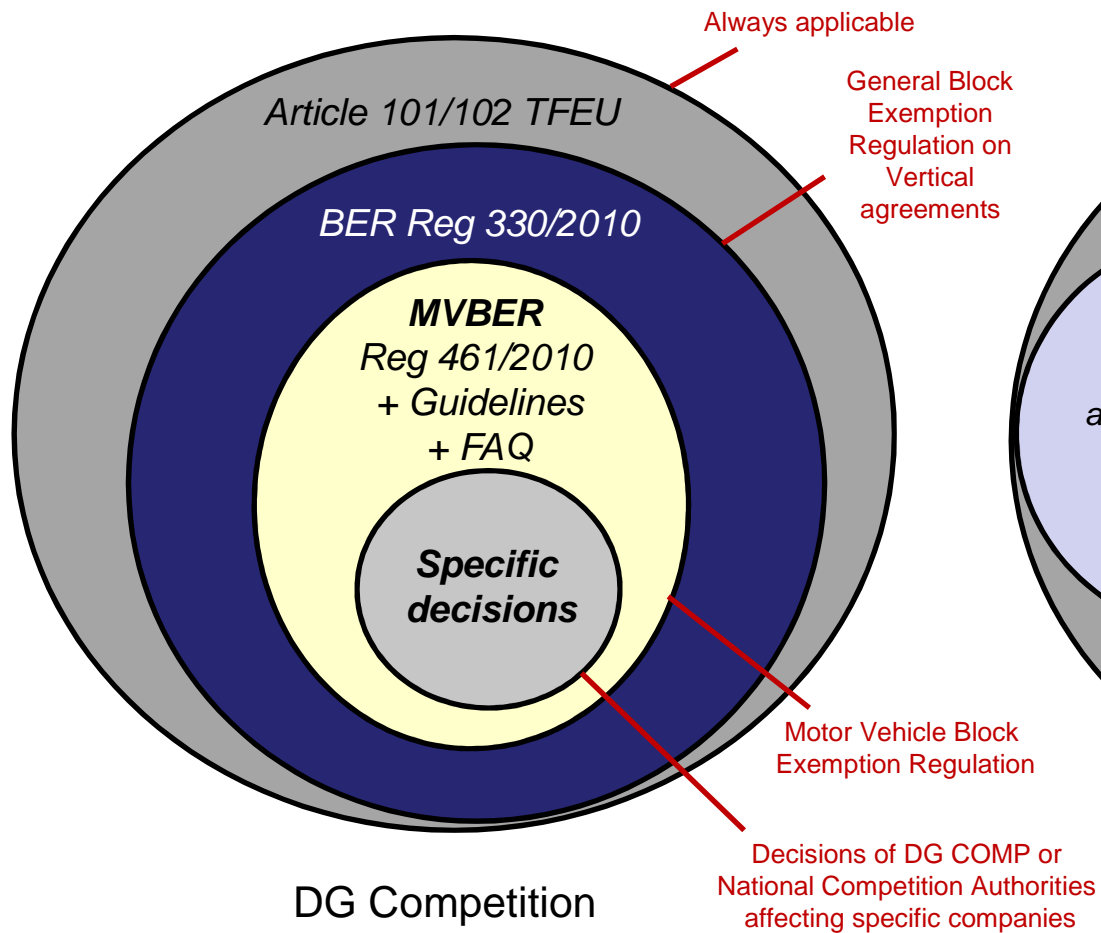 Always applicable
General Block
Exemption
Regulation on
Vertical
agreements
Article 101/102 TFEU
BER Reg 330/2010
MVBER
Reg 461/2010
+ Guidelines
+ FAQ
Specific
decisions
Motor Vehicle Block
Exemption Regulation
Decisions of DG COMP or
National Competition Authorities
affecting specific companies
DG Competition